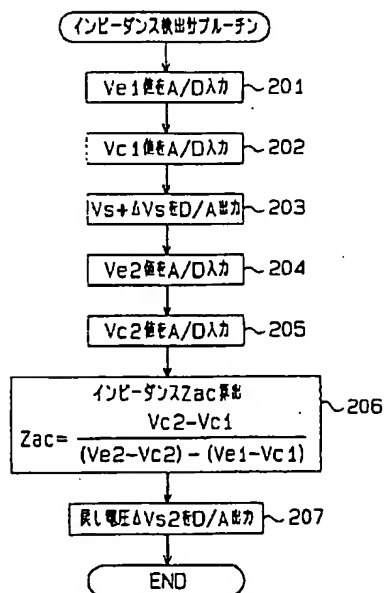 インピーダンス検出サブルーチン
Ve1値をA/D入力
201
Vc1値をA/D入力
202
Vs+ΔVsをD/A出力
203
Ve2値をA/D入力
204
Vc2値をA/D入力
205
インピーダンスZac算出
Zac= Vc2-Vc1
(Ve2-Vc2) - (Ve1-Vc1)
206
戻し電圧ΔVs2をD/A出力
207
END